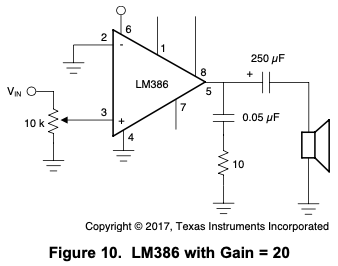 6
2
-
1
250 µF
V_IN
LM386
8
+
5
3
7
0.05 µF
10 k
+
4
10
Copyright © 2017, Texas Instruments Incorporated
Figure 10. LM386 with Gain = 20